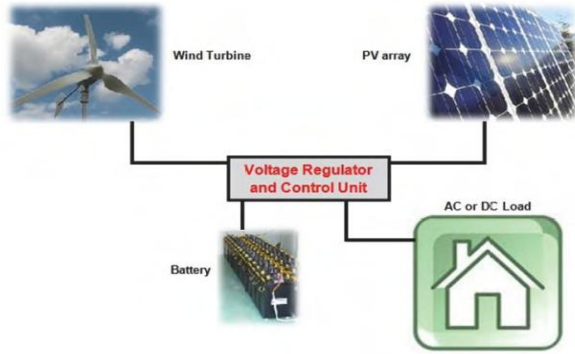 Wind Turbine
PV array
Voltage Regulator
and Control Unit
AC or DC Load
Battery